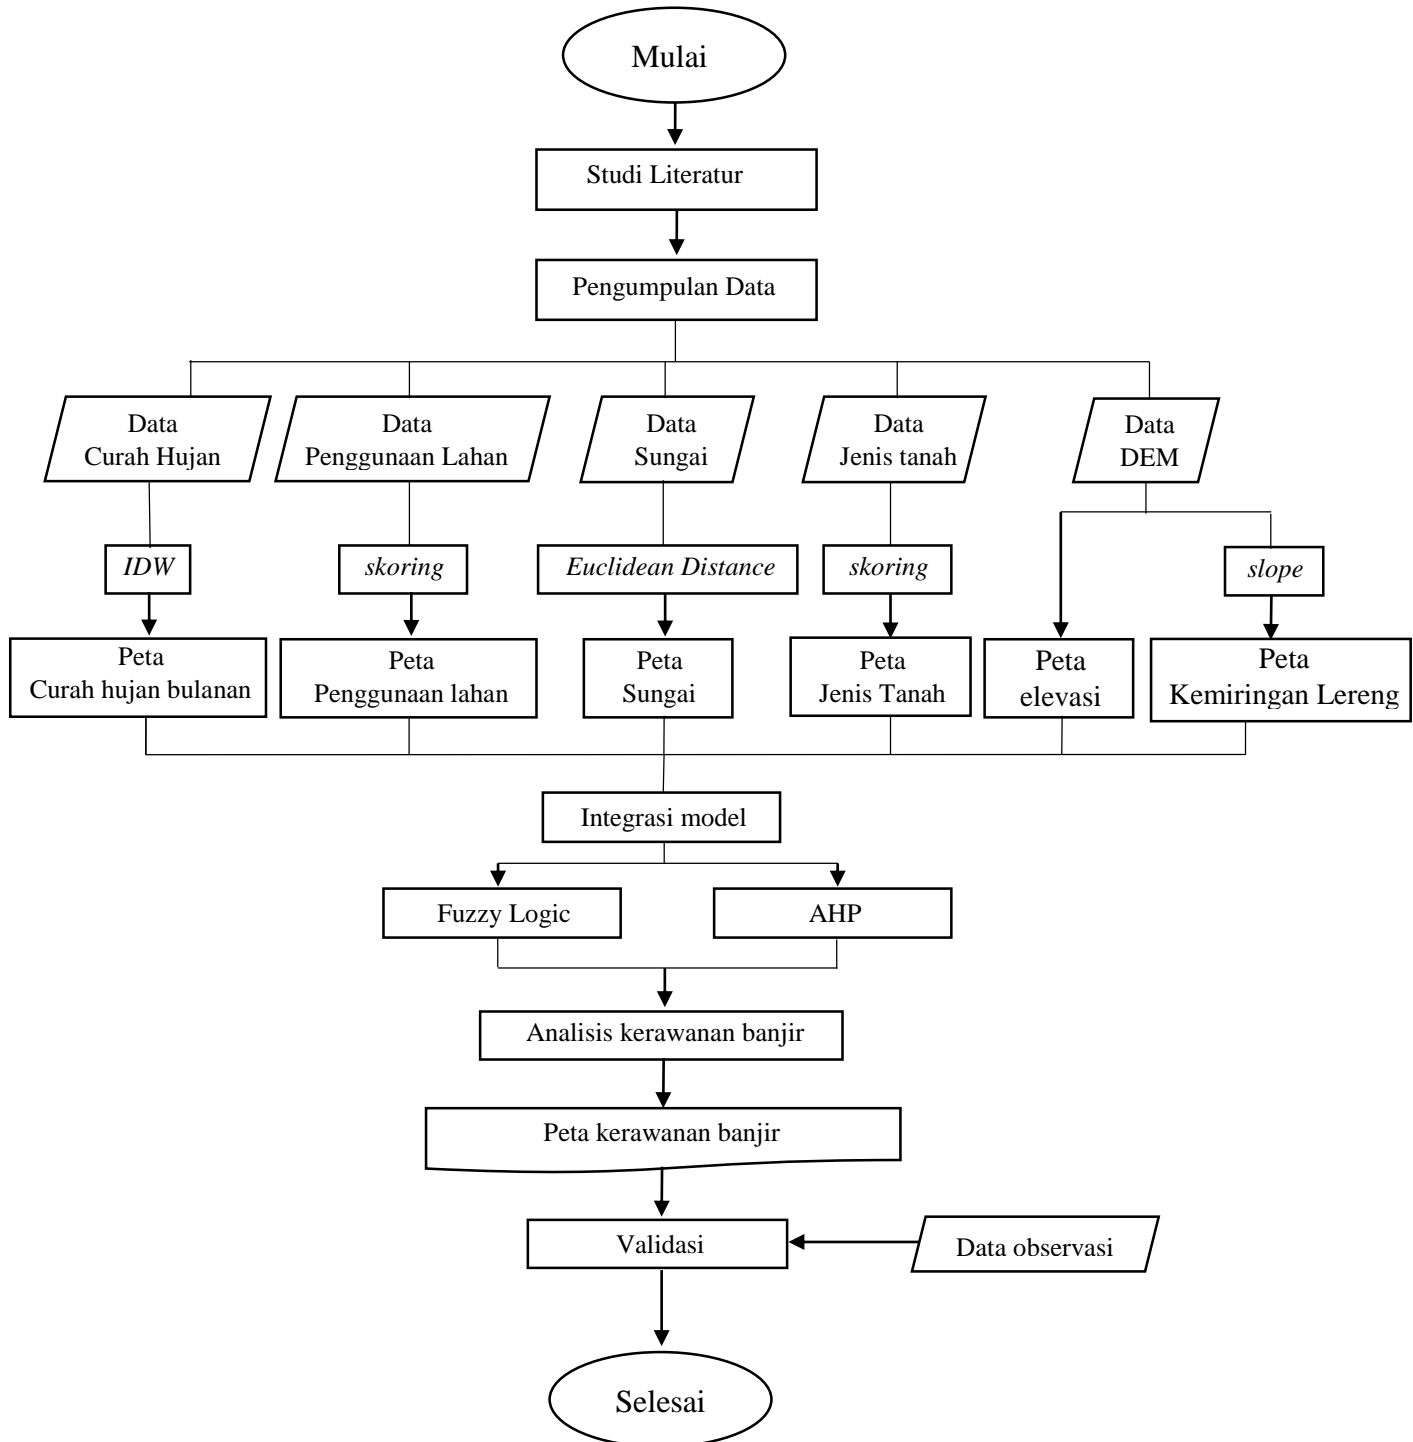 Mulai
Studi Literatur
Pengumpulan Data
Data
Curah Hujan
Data
Penggunaan Lahan
Data
Sungai
Data
Jenis tanah
Data
DEM
IDW
skoring
Euclidean Distance
skoring
slope
Peta
Curah hujan bulanan
Peta
Penggunaan lahan
Peta
Sungai
Peta
Jenis Tanah
Peta
elevasi
Peta
Kemiringan Lereng
Integrasi model
Fuzzy Logic
AHP
Analisis kerawanan banjir
Peta kerawanan banjir
Validasi
Data observasi
Selesai